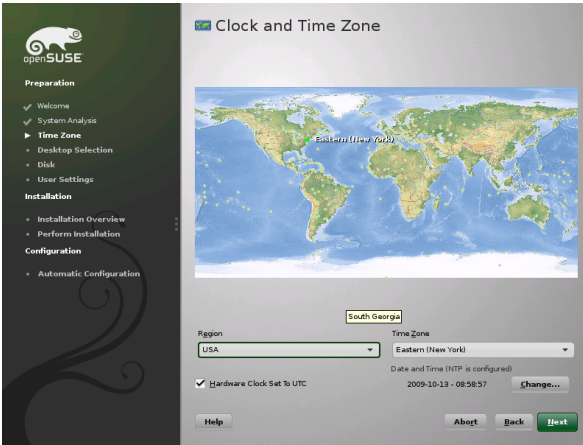 openSUSE
Clock and Time Zone
Preparation
Welcome
System Analysis
Time Zone
Desktop Selection
Disk
User Settings
Installation
Installation Overview
Perform Installation
Configuration
Automatic Configuration
Eastern (New York)
South Georgia
Region
Time Zone
USA
Eastern (New York)
Date and Time (NTP is configured)
Hardware Clock Set To UTC
2009-10-13 - 08:58:57
Change...
Help
Abort
Back
Next